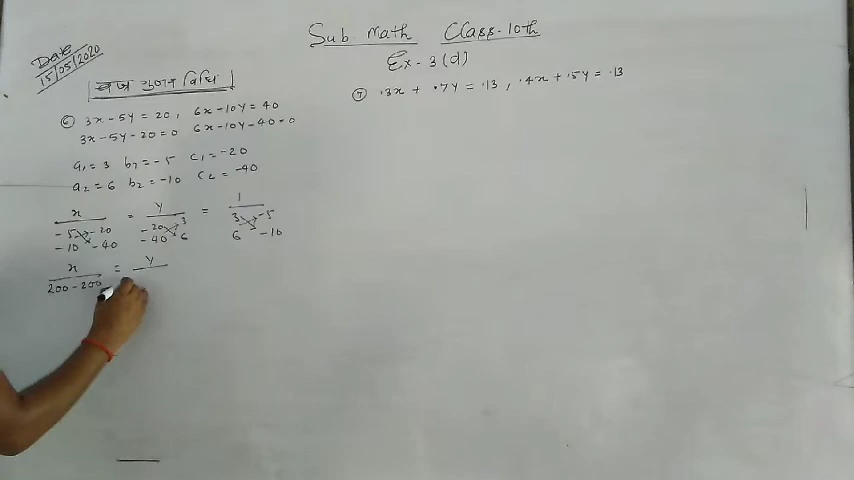 Sub Math Class-10th
Date
15/05/2020
Ex-3(d)
वज्र गुणन विधि
⑥ 3x-5y=20, 6x-10y=40
3x-5y-20=0 6x-10y-40=0
a₁=3 b₂=-5 c₁=-20
a₂=6 b₂=-10 c₂=-40
x = y = 1
-5 -20 -20 3 3 -5
-10 -40 -40 6 6 -10
x = y
200-200
⑦ .3x + .7y = .13, .4x+.5y=.13